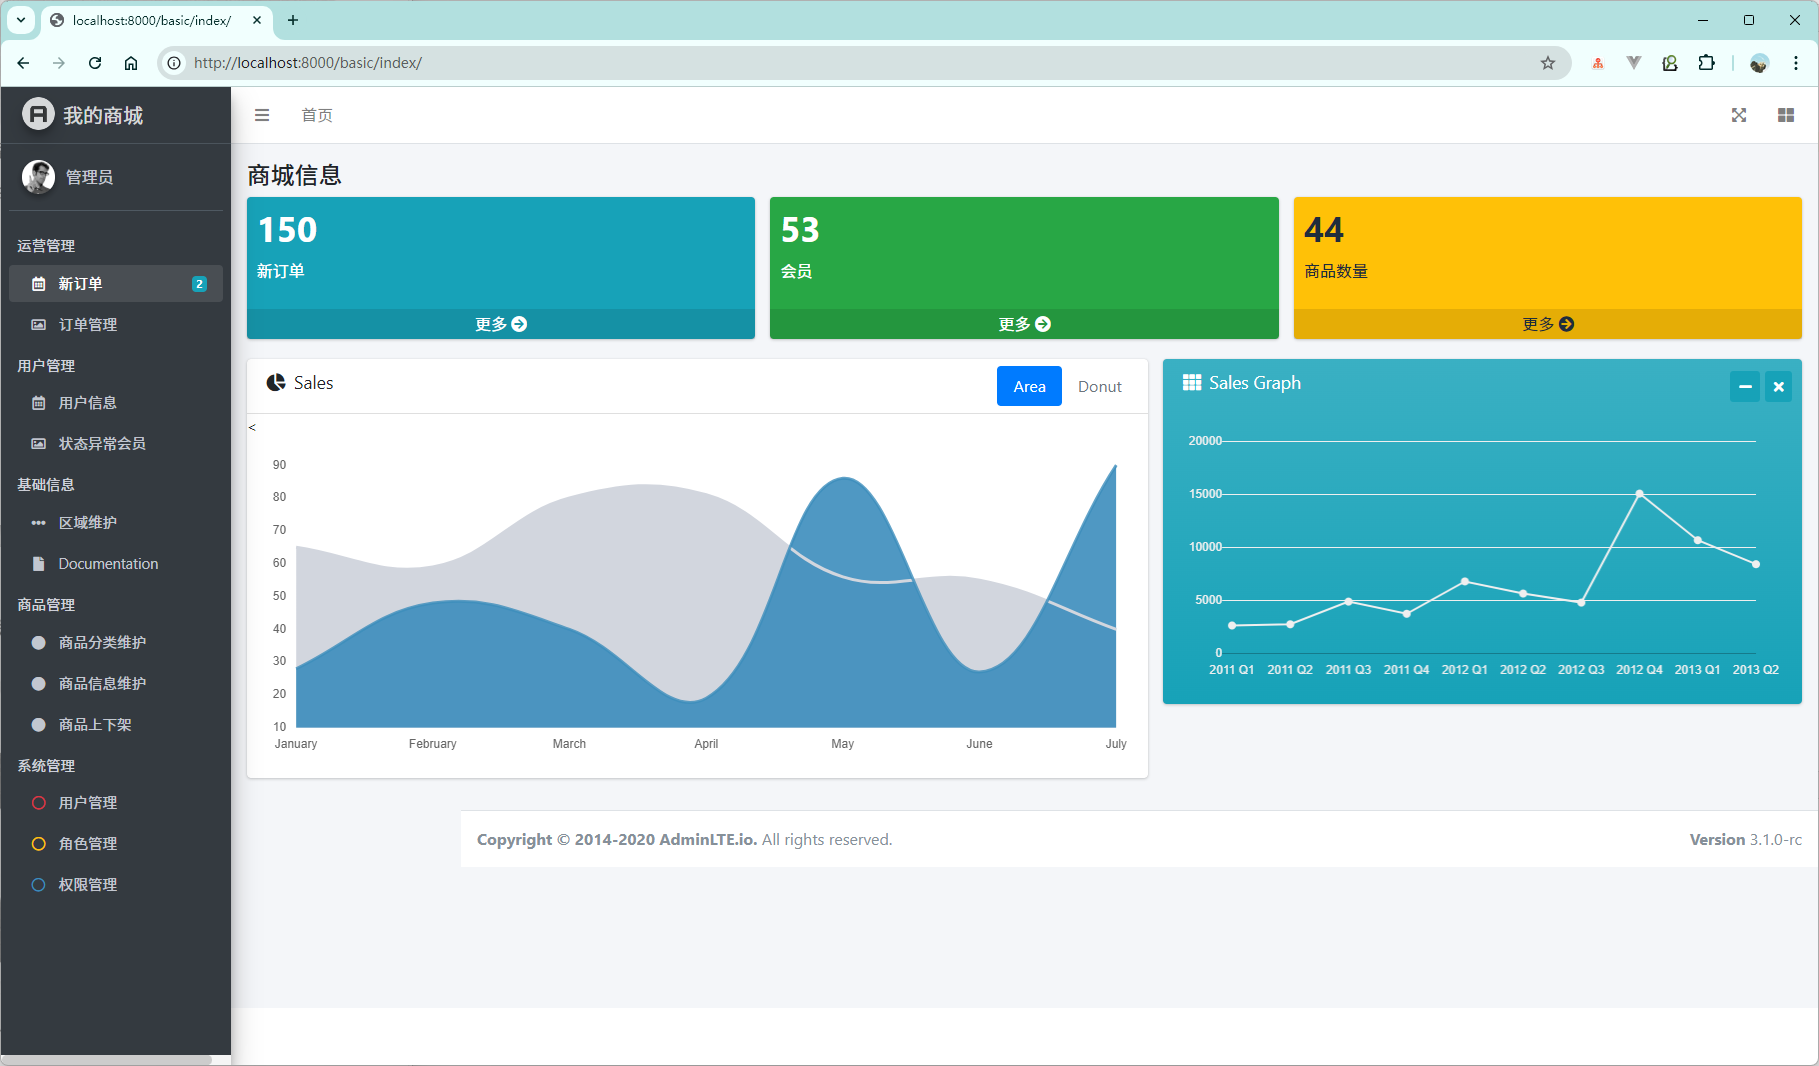 localhost:8000/basic/index/
http://localhost:8000/basic/index/
我的商城
首页
管理员
运营管理
新订单 2
订单管理
用户管理
用户信息
状态异常会员
基础信息
区域维护
Documentation
商品管理
商品分类维护
商品信息维护
商品上下架
系统管理
用户管理
角色管理
权限管理
商城信息
150
新订单
更多
53
会员
更多
44
商品数量
更多
Sales
Area Donut
<
90
80
70
60
50
40
30
20
10
January February March April May June July
Sales Graph
20000
15000
10000
5000
0
2011 Q1 2011 Q2 2011 Q3 2011 Q4 2012 Q1 2012 Q2 2012 Q3 2012 Q4 2013 Q1 2013 Q2
Copyright © 2014-2020 AdminLTE.io. All rights reserved.
Version 3.1.0-rc